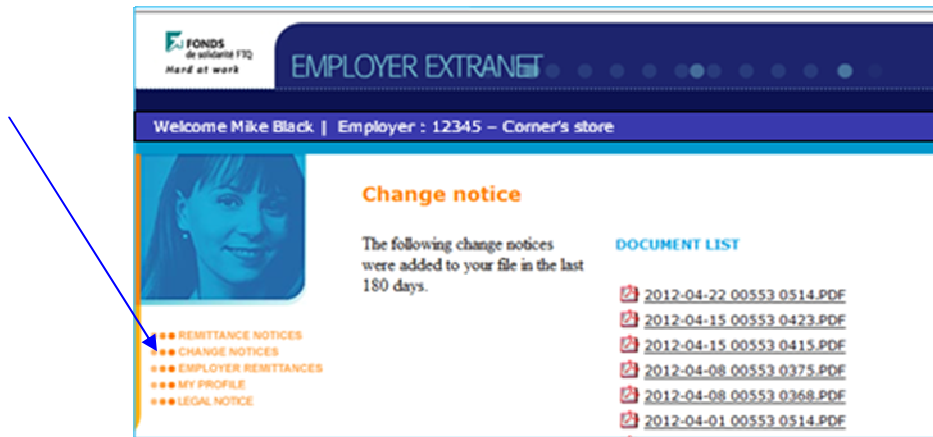 FONDS
de solidarité FTQ
Hard at work
EMPLOYER EXTRANET
Welcome Mike Black | Employer : 12345 – Corner's store
Change notice
The following change notices
were added to your file in the last
180 days.
DOCUMENT LIST
2012-04-22 00553 0514.PDF
2012-04-15 00553 0423.PDF
2012-04-15 00553 0415.PDF
2012-04-08 00553 0375.PDF
2012-04-08 00553 0368.PDF
2012-04-01 00553 0514.PDF
REMITTANCE NOTICES
CHANGE NOTICES
EMPLOYER REMITTANCES
MY PROFILE
LEGAL NOTICE